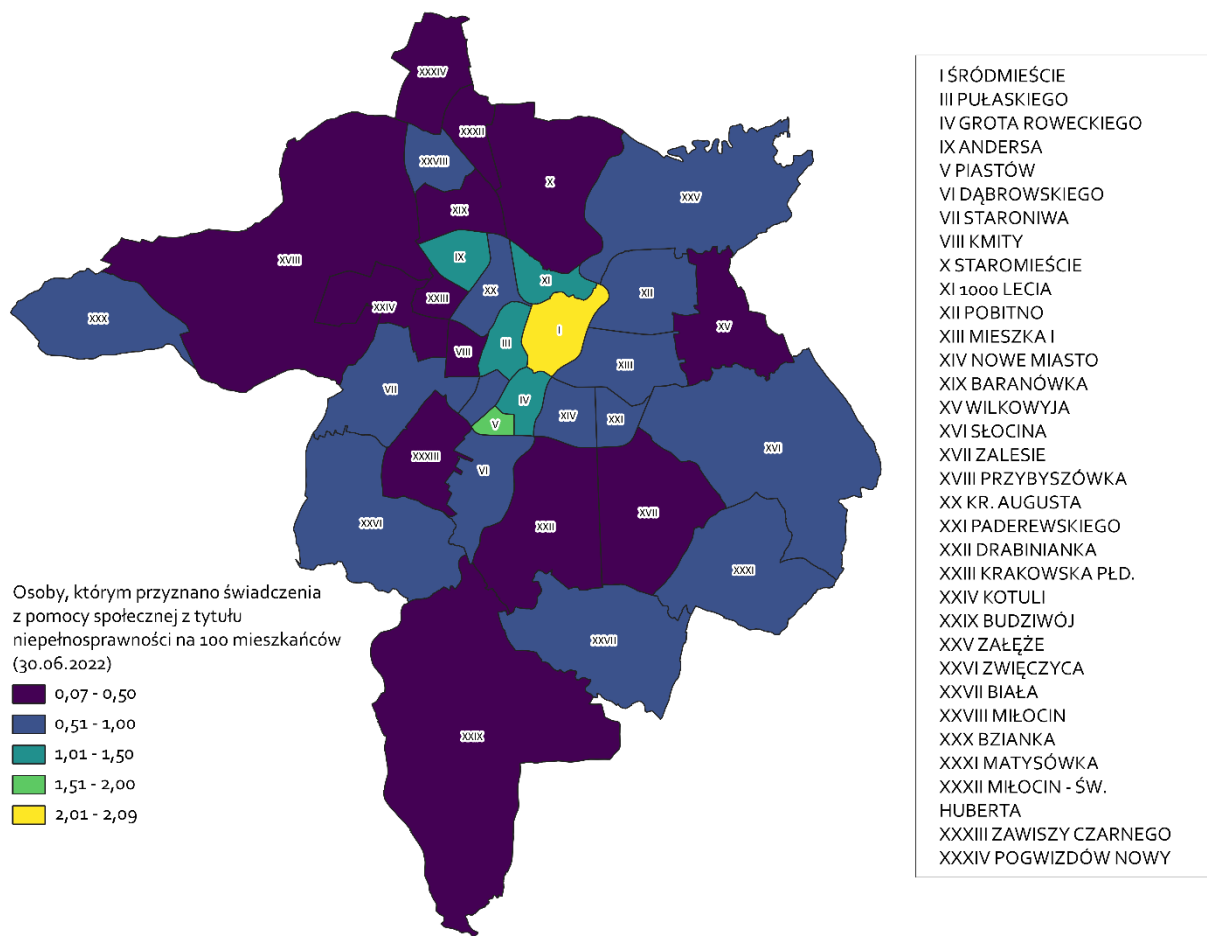 XXXIV
XXXII
XXVIII
X
XXV
XIX
XVIII
IX
XI
XX
XII
XXIII
XXIV
XXX
I
XV
III
VIII
XIII
VII
IV
XIV
XXI
V
XXXIII
VI
XVI
XXVI
XXII
XVII
XXXI
XXVII
XXIX
Osoby, którym przyznano świadczenia
z pomocy społecznej z tytułu
niepełnosprawności na 100 mieszkańców
(30.06.2022)
0,07 - 0,50
0,51 - 1,00
1,01 - 1,50
1,51 - 2,00
2,01 - 2,09
I ŚRÓDMIEŚCIE
III PUŁASKIEGO
IV GROTA ROWECKIEGO
IX ANDERSA
V PIASTÓW
VI DĄBROWSKIEGO
VII STARONIWA
VIII KMITY
X STAROMIEŚCIE
XI 1000 LECIA
XII POBITNO
XIII MIESZKA I
XIV NOWE MIASTO
XIX BARANÓWKA
XV WILKOWYJA
XVI SŁOCINA
XVII ZALESIE
XVIII PRZYBYSZÓWKA
XX KR. AUGUSTA
XXI PADEREWSKIEGO
XXII DRABINIANKA
XXIII KRAKOWSKA PŁD.
XXIV KOTULI
XXIX BUDZIWÓJ
XXV ZAŁĘŻE
XXVI ZWIĘCZYCA
XXVII BIAŁA
XXVIII MIŁOCIN
XXX BZIANKA
XXXI MATYSÓWKA
XXXII MIŁOCIN - ŚW.
HUBERTA
XXXIII ZAWISZY CZARNEGO
XXXIV POGWIZDÓW NOWY